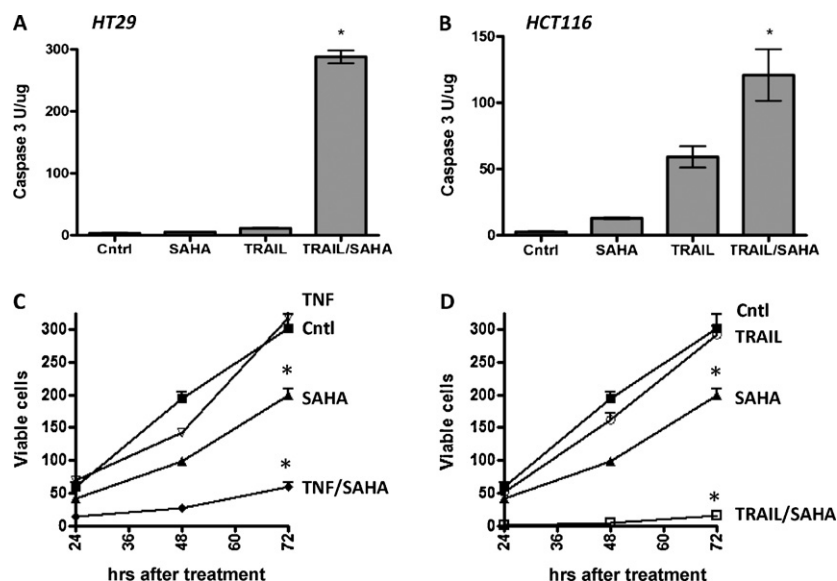 A
HT29
Caspase 3 U/ug
300
200
100
0
*
Cntrl SAHA TRAIL TRAIL/SAHA
B
HCT116
Caspase 3 U/ug
150
100
50
0
*
Cntrl SAHA TRAIL TRAIL/SAHA
C
Viable cells
300
250
200
150
100
50
0
TNF
Cntl
*
SAHA
*
TNF/SAHA
24 36 48 60 72
hrs after treatment
D
Viable cells
300
250
200
150
100
50
0
Cntl
TRAIL
*
SAHA
*
TRAIL/SAHA
24 36 48 60 72
hrs after treatment